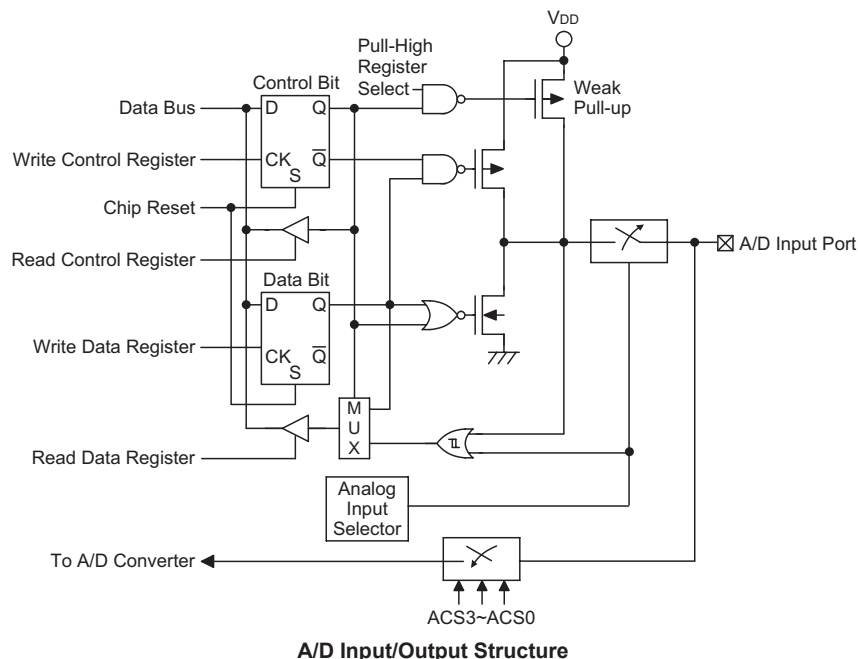 VDD
Pull-High
Register
Select
Control Bit
Weak
Pull-up
Data Bus
D
Q
Write Control Register
CK
Q̅
S
Chip Reset
A/D Input Port
Read Control Register
Data Bit
D
Q
Write Data Register
CK
Q̅
S
M
U
X
Read Data Register
Analog
Input
Selector
To A/D Converter
ACS3~ACS0
A/D Input/Output Structure